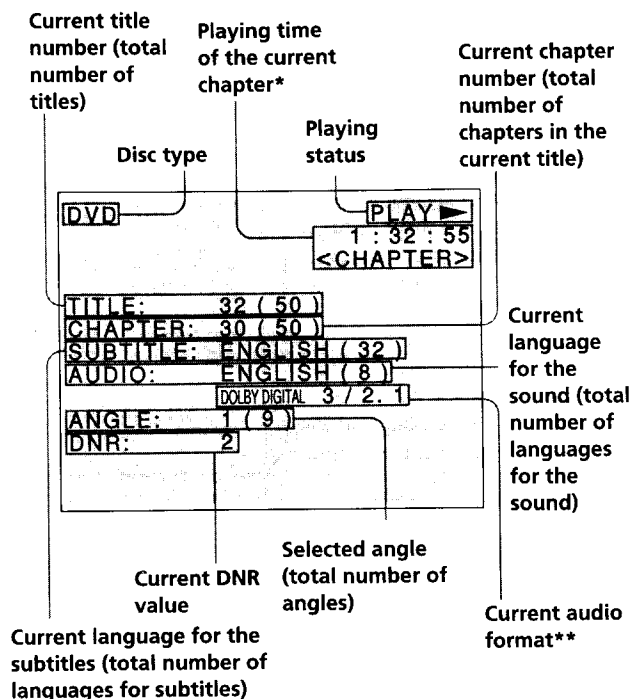 Current title
number (total
number of
titles)
Playing time
of the current
chapter*
Current chapter
number (total
number of
chapters in the
current title)
Disc type
Playing
status
DVD
PLAY ►
1 : 32 : 55
<CHAPTER>
TITLE: 32 ( 50 )
CHAPTER: 30 ( 50 )
SUBTITLE: ENGLISH ( 32 )
AUDIO: ENGLISH ( 8 )
DOLBY DIGITAL 3 / 2. 1
ANGLE: 1 ( 9 )
DNR: 2
Current
language
for the
sound (total
number of
languages
for the
sound)
Current DNR
value
Selected angle
(total number of
angles)
Current audio
format**
Current language for the
subtitles (total number of
languages for subtitles)